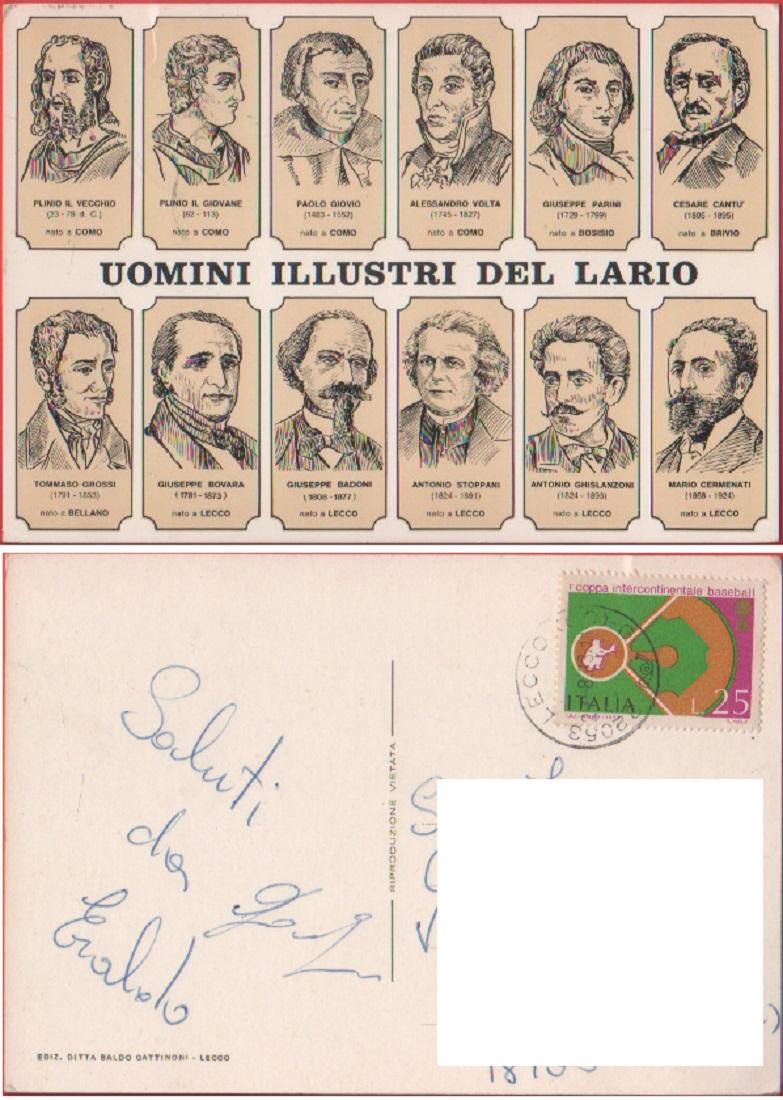 PLINIO IL VECCHIO
(23 - 79 d. C.)
nato a COMO
PLINIO IL GIOVANE
(62 - 113)
nato a COMO
PAOLO GIOVIO
(1483 - 1552)
nato a COMO
ALESSANDRO VOLTA
(1745 - 1827)
nato a COMO
GIUSEPPE PARINI
(1729 - 1799)
nato a BOSISIO
CESARE CANTU'
(1805 - 1895)
nato a BRIVIO
UOMINI ILLUSTRI DEL LARIO
TOMMASO GROSSI
(1791 - 1853)
nato a BELLANO
GIUSEPPE BOVARA
(1781 - 1873)
nato a LECCO
GIUSEPPE BADONI
(1808 - 1877)
nato a LECCO
ANTONIO STOPPANI
(1824 - 1891)
nato a LECCO
ANTONIO GHISLANZONI
(1824 - 1893)
nato a LECCO
MARIO CERMENATI
(1868 - 1924)
nato a LECCO
1ª coppa intercontinentale baseball
ITALIA L. 25
LECCO
22053
Saluti
da
RIPRODUZIONE VIETATA
EDIZ. DITTA BALDO GATTINONI - LECCO